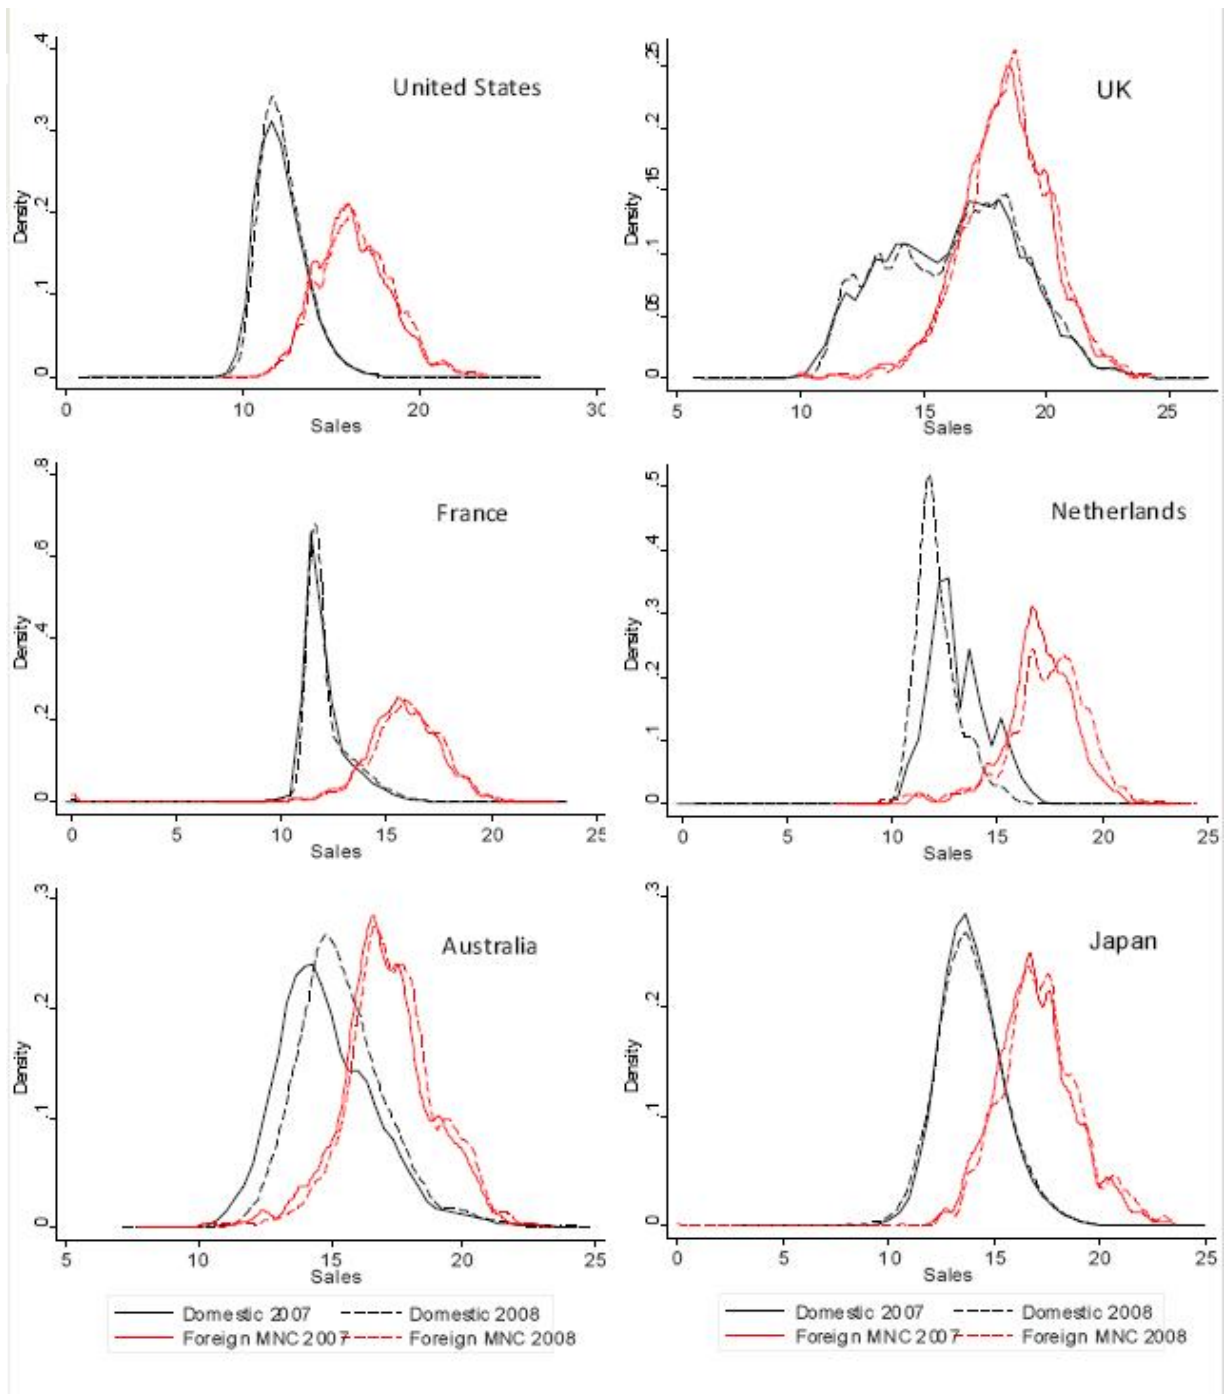 United States
Density
.4
.3
.2
.1
0
0 10 20 30
Sales
UK
Density
.25
.2
.15
.1
.05
0
5 10 15 20 25
Sales
France
Density
.8
.6
.4
.2
0
0 5 10 15 20 25
Sales
Netherlands
Density
.5
.4
.3
.2
.1
0
0 5 10 15 20 25
Sales
Australia
Density
.3
.2
.1
0
5 10 15 20 25
Sales
Japan
Density
.3
.2
.1
0
0 5 10 15 20 25
Sales
Domestic 2007 Domestic 2008
Foreign MNC 2007 Foreign MNC 2008
Domestic 2007 Domestic 2008
Foreign MNC 2007 Foreign MNC 2008